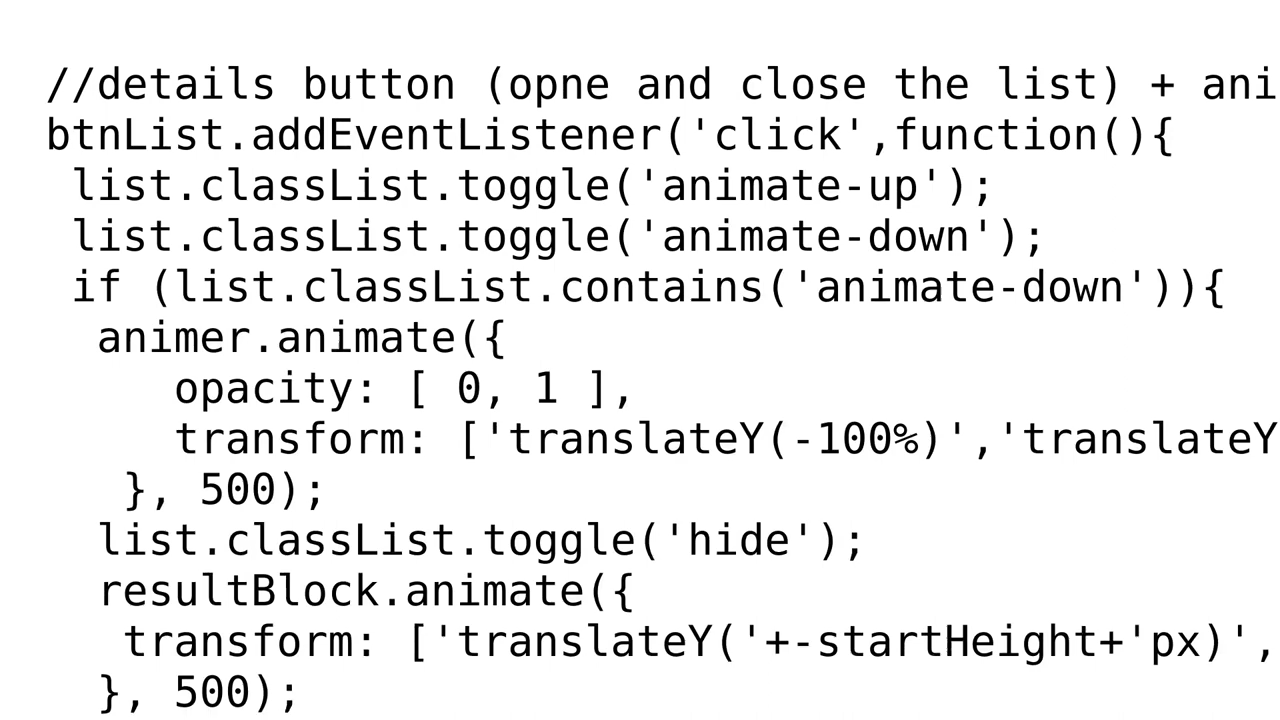 //details button (opne and close the list) + ani
btnList.addEventListener('click',function(){
list.classList.toggle('animate-up');
list.classList.toggle('animate-down');
if (list.classList.contains('animate-down')){
animer.animate({
opacity: [ 0, 1 ],
transform: ['translateY(-100%)','translateY
}, 500);
list.classList.toggle('hide');
resultBlock.animate({
transform: ['translateY('+-startHeight+'px)',
}, 500);